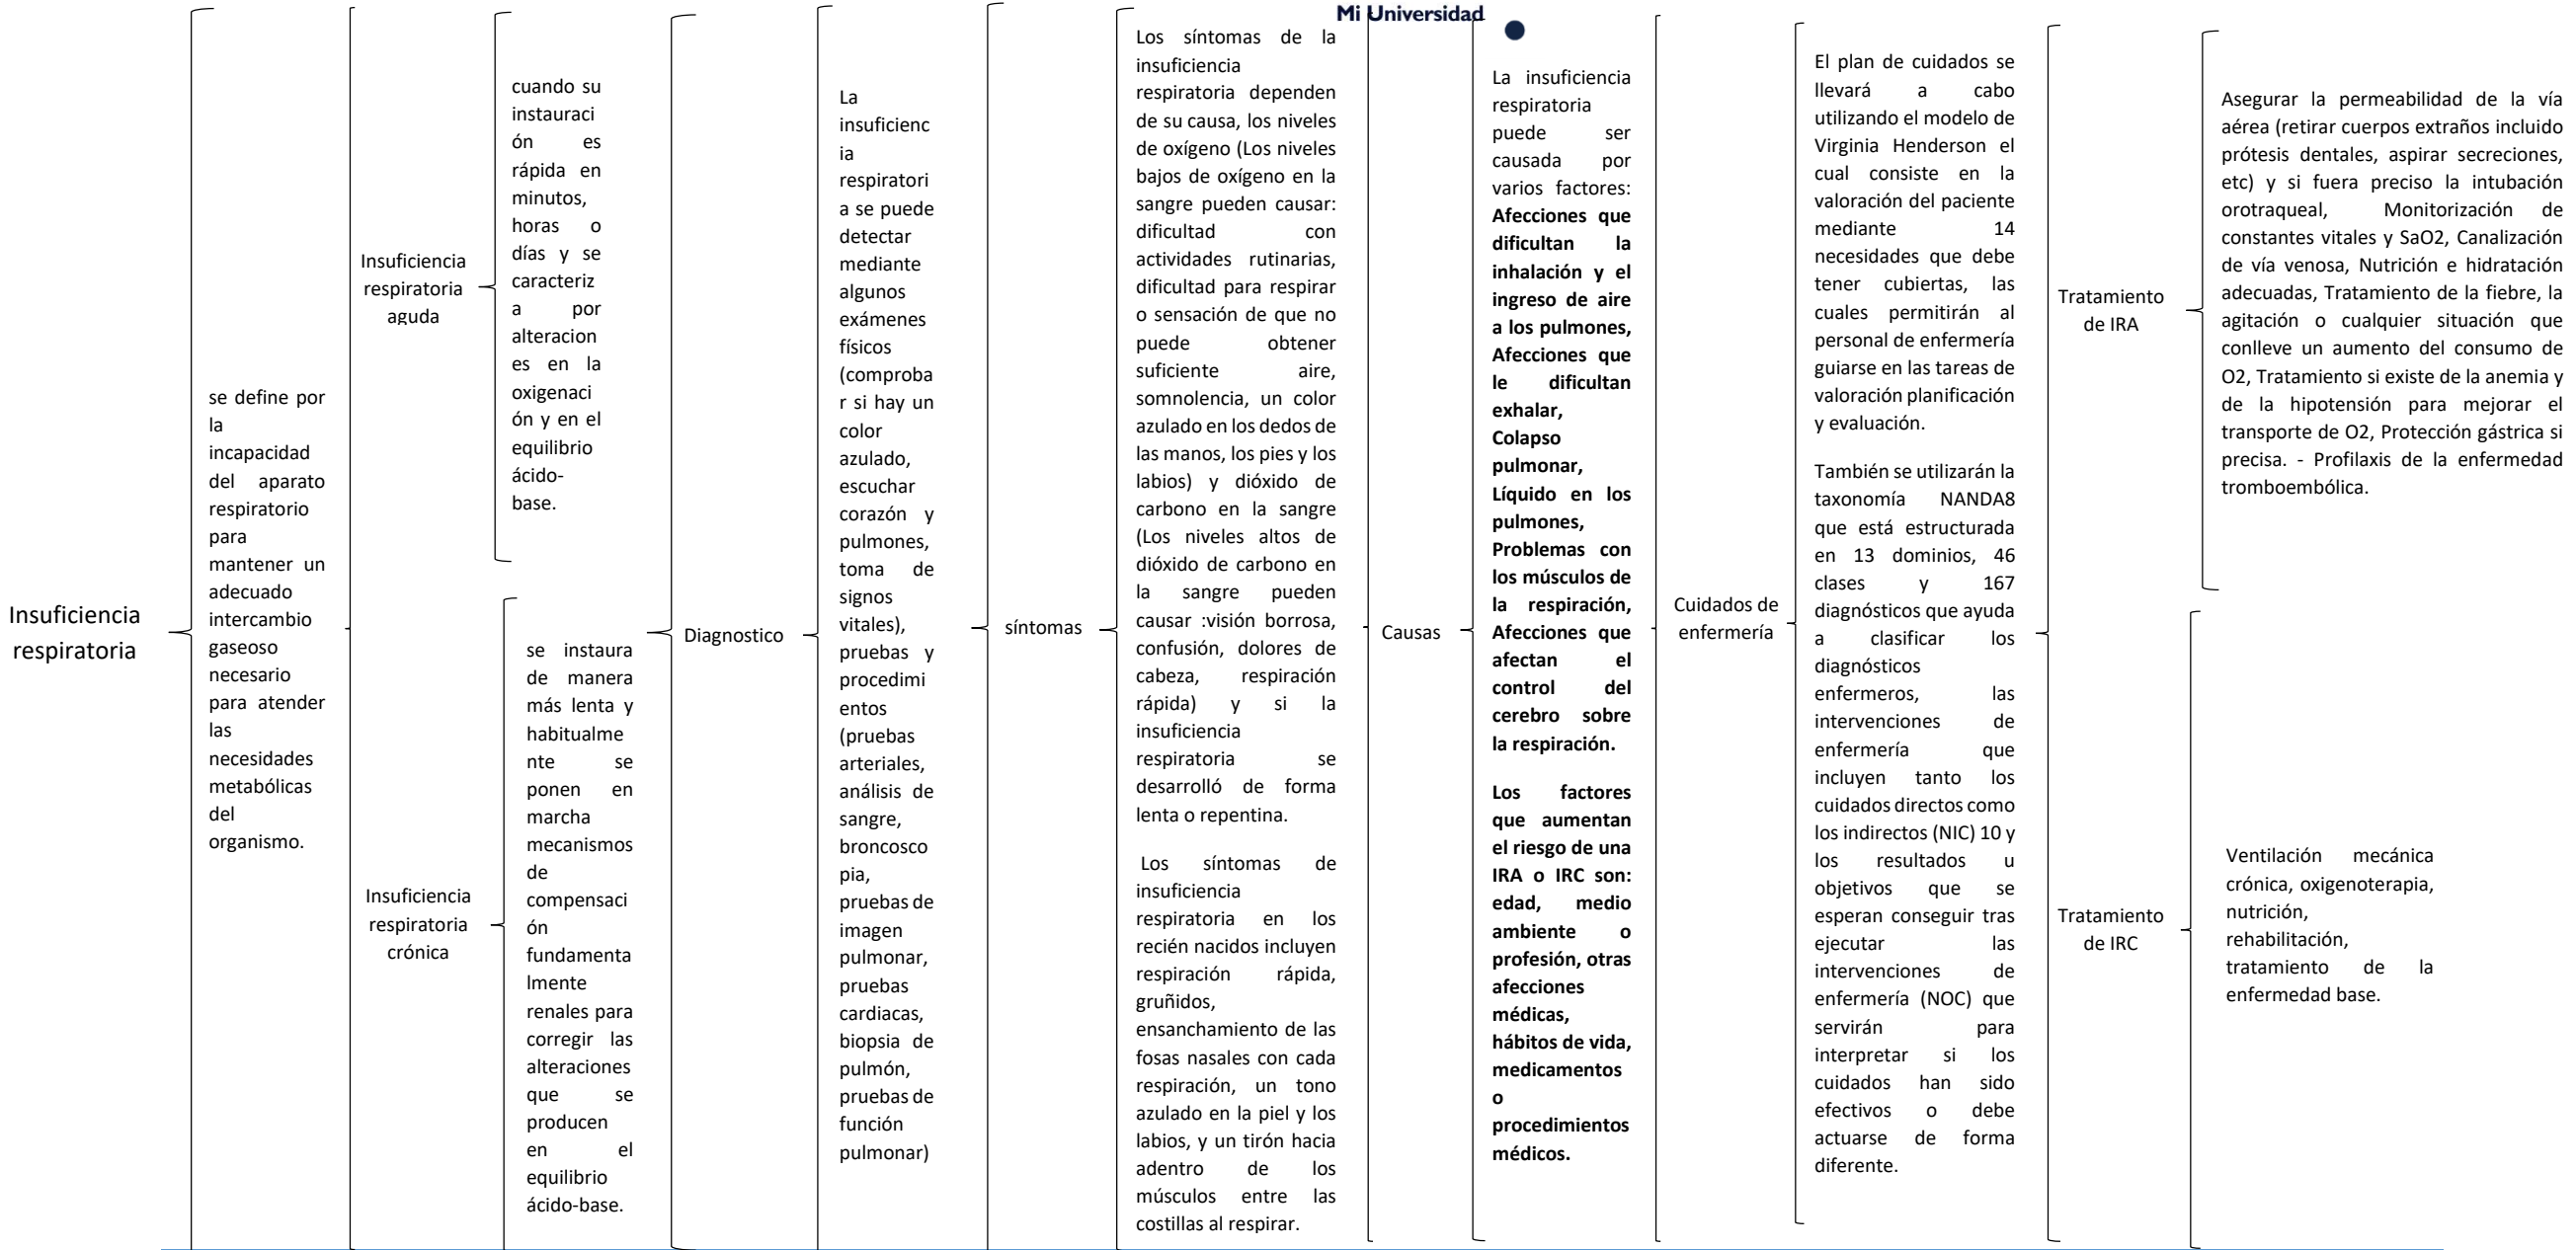 Mi Universidad
Insuficiencia
respiratoria
se define por
la
incapacidad
del aparato
respiratorio
para
mantener un
adecuado
intercambio
gaseoso
necesario
para atender
las
necesidades
metabólicas
del
organismo.
Insuficiencia
respiratoria
aguda
cuando su
instauraci
ón es
rápida en
minutos,
horas o
días y se
caracteriz
a por
alteracion
es en la
oxigenaci
ón y en el
equilibrio
ácido-
base.
Insuficiencia
respiratoria
crónica
se instaura
de manera
más lenta y
habitualme
nte se
ponen en
marcha
mecanismos
de
compensaci
ón
fundamenta
lmente
renales para
corregir las
alteraciones
que se
producen
en el
equilibrio
ácido-base.
Diagnostico
La
insuficienc
ia
respiratori
a se puede
detectar
mediante
algunos
exámenes
físicos
(comproba
r si hay un
color
azulado,
escuchar
corazón y
pulmones,
toma de
signos
vitales),
pruebas y
procedimi
entos
(pruebas
arteriales,
análisis de
sangre,
broncosco
pia,
pruebas de
imagen
pulmonar,
pruebas
cardiacas,
biopsia de
pulmón,
pruebas de
función
pulmonar)
síntomas
Los síntomas de la
insuficiencia
respiratoria dependen
de su causa, los niveles
de oxígeno (Los niveles
bajos de oxígeno en la
sangre pueden causar:
dificultad con
actividades rutinarias,
dificultad para respirar
o sensación de que no
puede obtener
suficiente aire,
somnolencia, un color
azulado en los dedos de
las manos, los pies y los
labios) y dióxido de
carbono en la sangre
(Los niveles altos de
dióxido de carbono en
la sangre pueden
causar :visión borrosa,
confusión, dolores de
cabeza, respiración
rápida) y si la
insuficiencia
respiratoria se
desarrolló de forma
lenta o repentina.
Los síntomas de
insuficiencia
respiratoria en los
recién nacidos incluyen
respiración rápida,
gruñidos,
ensanchamiento de las
fosas nasales con cada
respiración, un tono
azulado en la piel y los
labios, y un tirón hacia
adentro de los
músculos entre las
costillas al respirar.
Causas
La insuficiencia
respiratoria
puede ser
causada por
varios factores:
Afecciones que
dificultan la
inhalación y el
ingreso de aire
a los pulmones,
Afecciones que
le dificultan
exhalar,
Colapso
pulmonar,
Líquido en los
pulmones,
Problemas con
los músculos de
la respiración,
Afecciones que
afectan el
control del
cerebro sobre
la respiración.
Los factores
que aumentan
el riesgo de una
IRA o IRC son:
edad, medio
ambiente o
profesión, otras
afecciones
médicas,
hábitos de vida,
medicamentos
o
procedimientos
médicos.
Cuidados de
enfermería
El plan de cuidados se
llevará a cabo
utilizando el modelo de
Virginia Henderson el
cual consiste en la
valoración del paciente
mediante 14
necesidades que debe
tener cubiertas, las
cuales permitirán al
personal de enfermería
guiarse en las tareas de
valoración planificación
y evaluación.
También se utilizarán la
taxonomía NANDA8
que está estructurada
en 13 dominios, 46
clases y 167
diagnósticos que ayuda
a clasificar los
diagnósticos
enfermeros, las
intervenciones de
enfermería que
incluyen tanto los
cuidados directos como
los indirectos (NIC) 10 y
los resultados u
objetivos que se
esperan conseguir tras
ejecutar las
intervenciones de
enfermería (NOC) que
servirán para
interpretar si los
cuidados han sido
efectivos o debe
actuarse de forma
diferente.
Tratamiento
de IRA
Asegurar la permeabilidad de la vía
aérea (retirar cuerpos extraños incluido
prótesis dentales, aspirar secreciones,
etc) y si fuera preciso la intubación
orotraqueal, Monitorización de
constantes vitales y SaO2, Canalización
de vía venosa, Nutrición e hidratación
adecuadas, Tratamiento de la fiebre, la
agitación o cualquier situación que
conlleve un aumento del consumo de
O2, Tratamiento si existe de la anemia y
de la hipotensión para mejorar el
transporte de O2, Protección gástrica si
precisa. - Profilaxis de la enfermedad
tromboembólica.
Tratamiento
de IRC
Ventilación mecánica
crónica, oxigenoterapia,
nutrición,
rehabilitación,
tratamiento de la
enfermedad base.